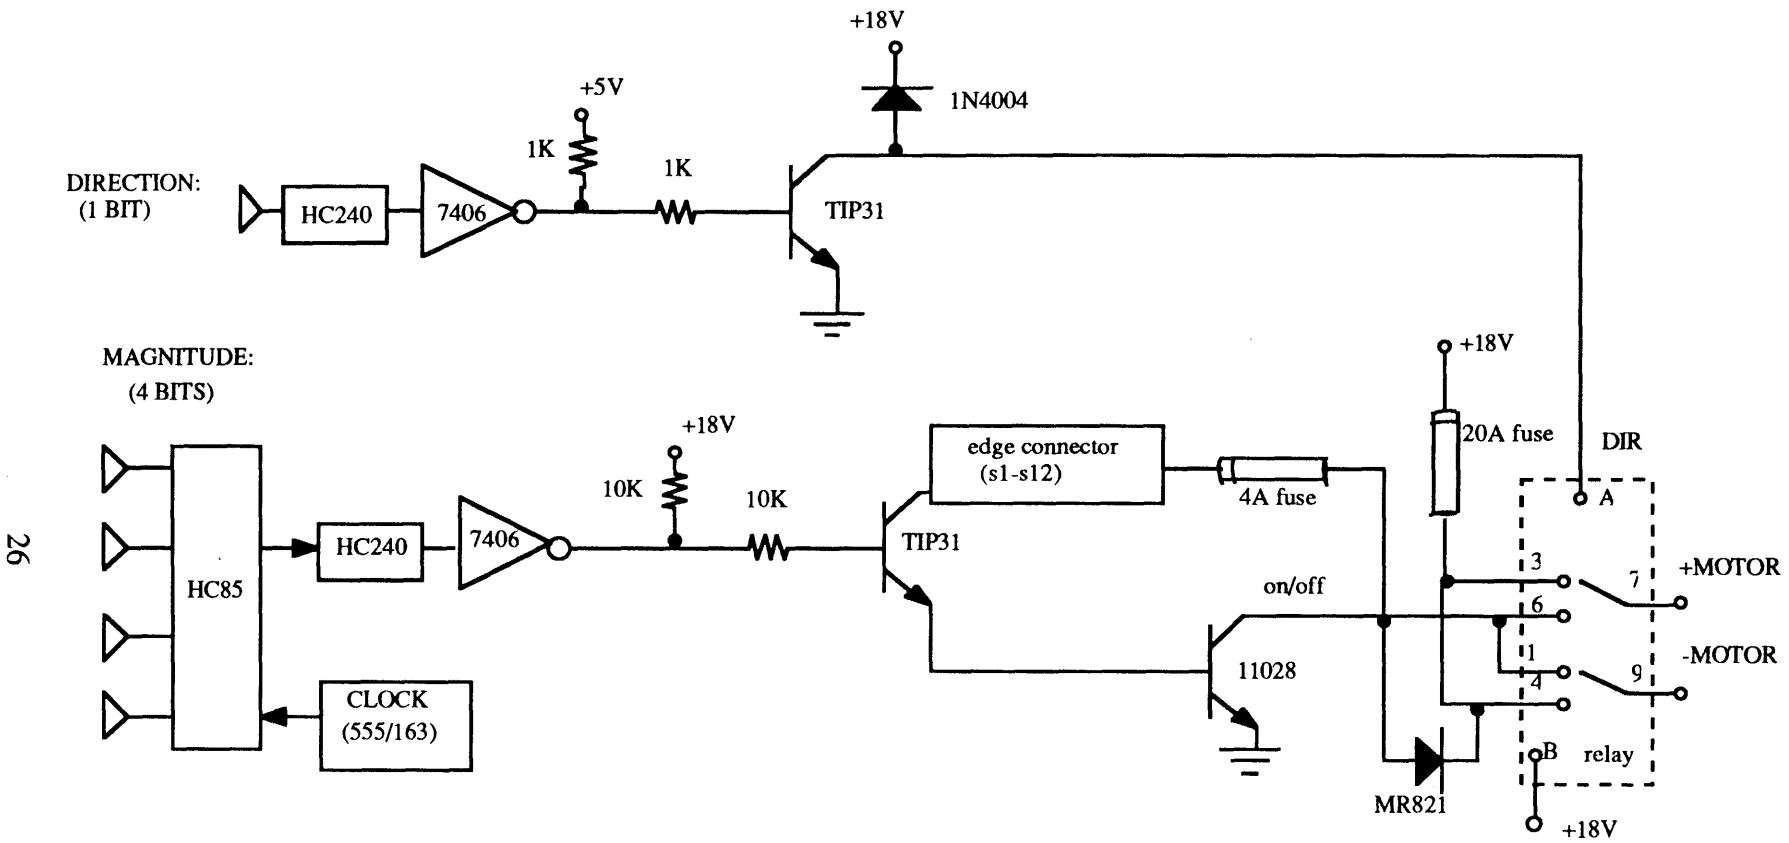 +18V
1N4004
+5V
1K
1K
DIRECTION:
(1 BIT)
HC240
7406
TIP31
MAGNITUDE:
(4 BITS)
+18V
10K
10K
HC85
HC240
7406
TIP31
edge connector
(s1-s12)
4A fuse
+18V
20A fuse
DIR
A
3
7
+MOTOR
on/off
6
1
9
-MOTOR
4
11028
CLOCK
(555/163)
B
relay
MR821
+18V
26